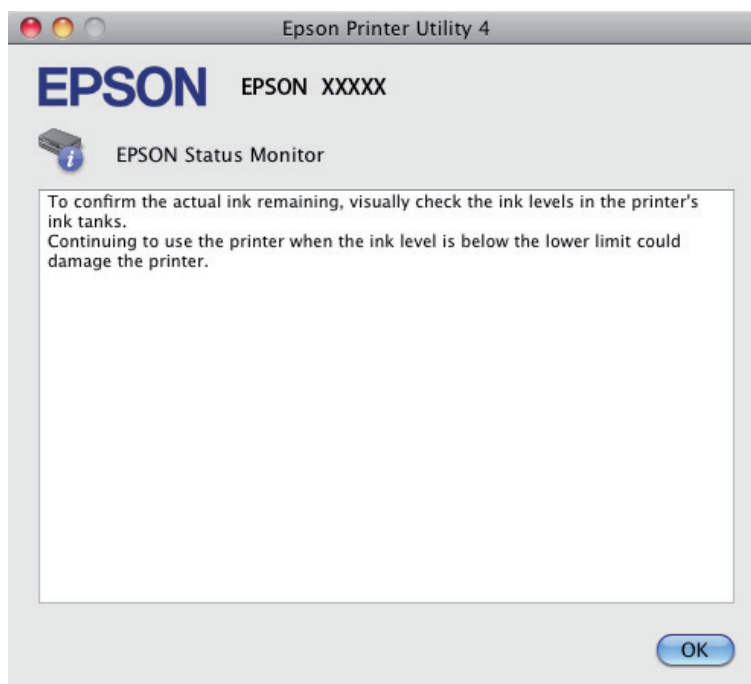 Epson Printer Utility 4
EPSON EPSON XXXXX
i EPSON Status Monitor
To confirm the actual ink remaining, visually check the ink levels in the printer's
ink tanks.
Continuing to use the printer when the ink level is below the lower limit could
damage the printer.
OK